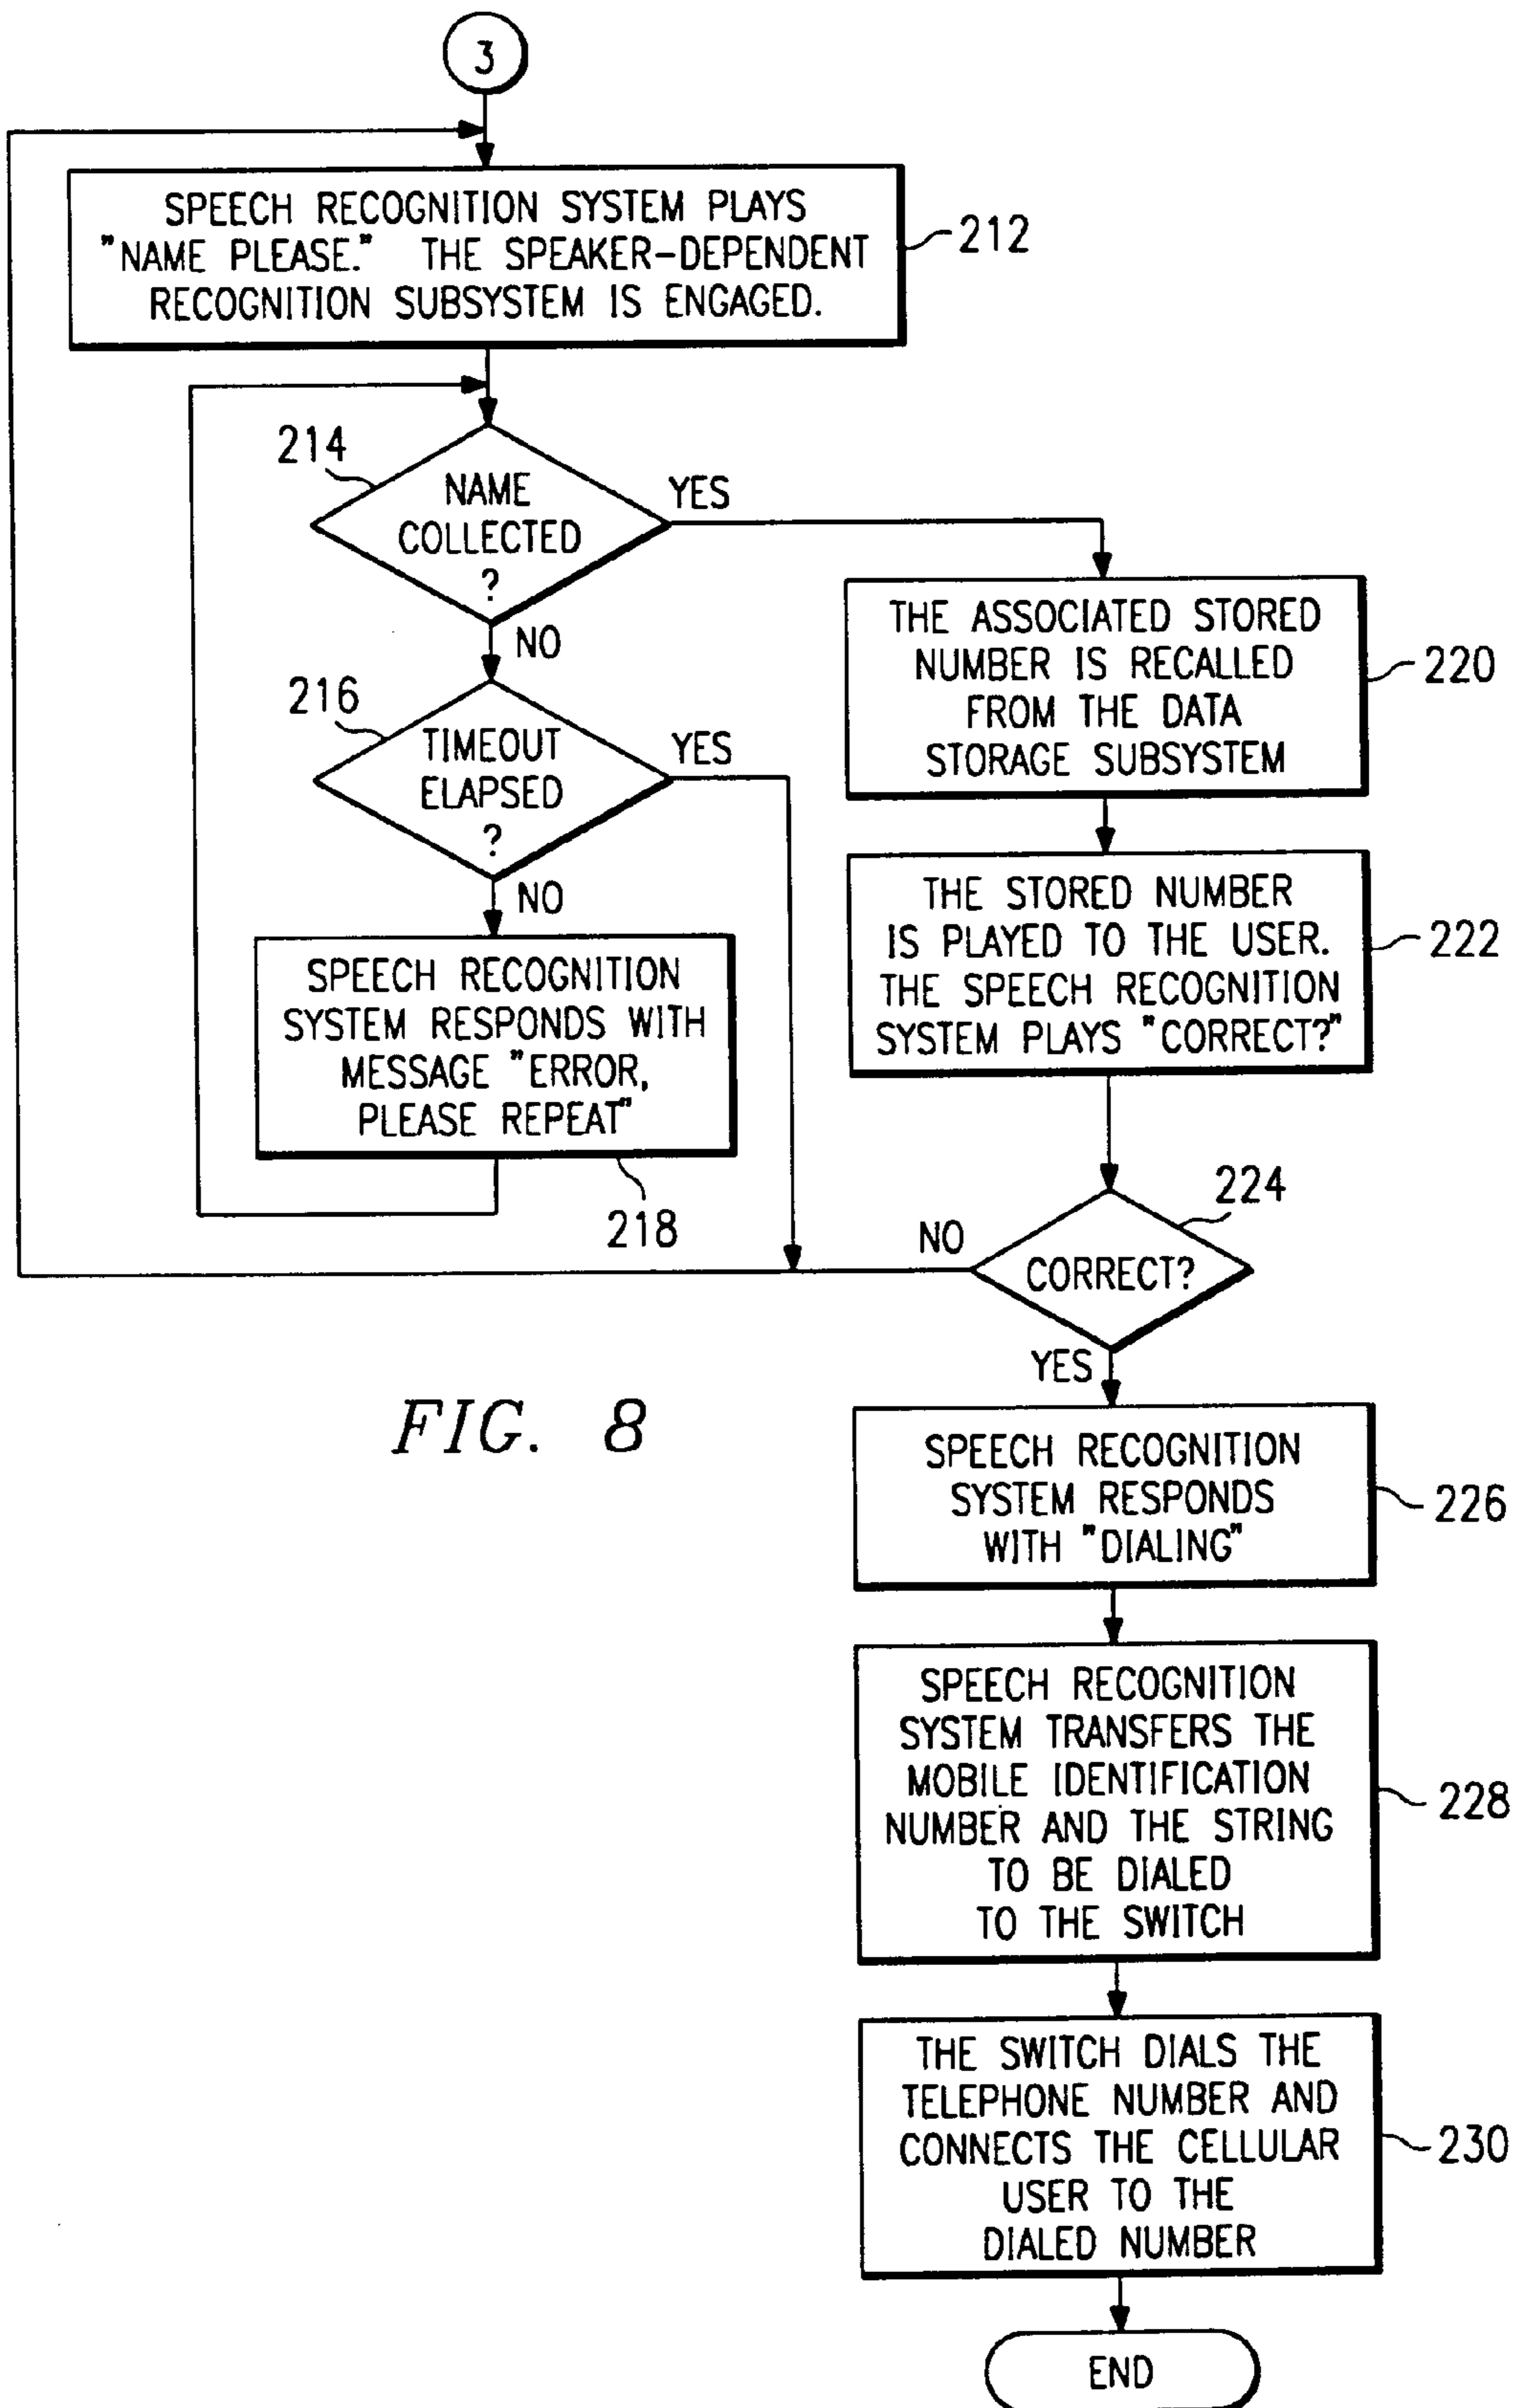 3
SPEECH RECOGNITION SYSTEM PLAYS
"NAME PLEASE." THE SPEAKER-DEPENDENT
RECOGNITION SUBSYSTEM IS ENGAGED.
212
214
NAME
COLLECTED
?
YES
NO
216
TIMEOUT
ELAPSED
?
YES
NO
SPEECH RECOGNITION
SYSTEM RESPONDS WITH
MESSAGE "ERROR,
PLEASE REPEAT"
218
THE ASSOCIATED STORED
NUMBER IS RECALLED
FROM THE DATA
STORAGE SUBSYSTEM
220
THE STORED NUMBER
IS PLAYED TO THE USER.
THE SPEECH RECOGNITION
SYSTEM PLAYS "CORRECT?"
222
224
NO
CORRECT?
YES
FIG. 8
SPEECH RECOGNITION
SYSTEM RESPONDS
WITH "DIALING"
226
SPEECH RECOGNITION
SYSTEM TRANSFERS THE
MOBILE IDENTIFICATION
NUMBER AND THE STRING
TO BE DIALED
TO THE SWITCH
228
THE SWITCH DIALS THE
TELEPHONE NUMBER AND
CONNECTS THE CELLULAR
USER TO THE
DIALED NUMBER
230
END